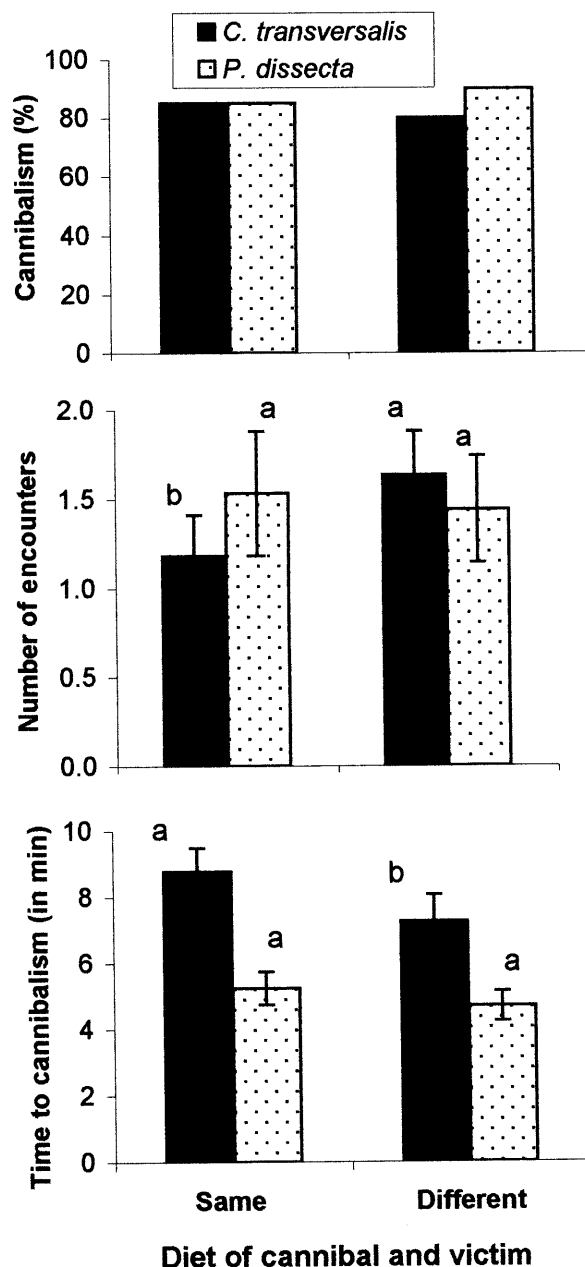 C. transversalis
P. dissecta
Cannibalism (%)
100
80
60
40
20
0
Number of encounters
2.0
1.5
1.0
0.5
0.0
b
a
a
a
Time to cannibalism (in min)
10
8
6
4
2
0
a
a
b
a
Same Different
Diet of cannibal and victim